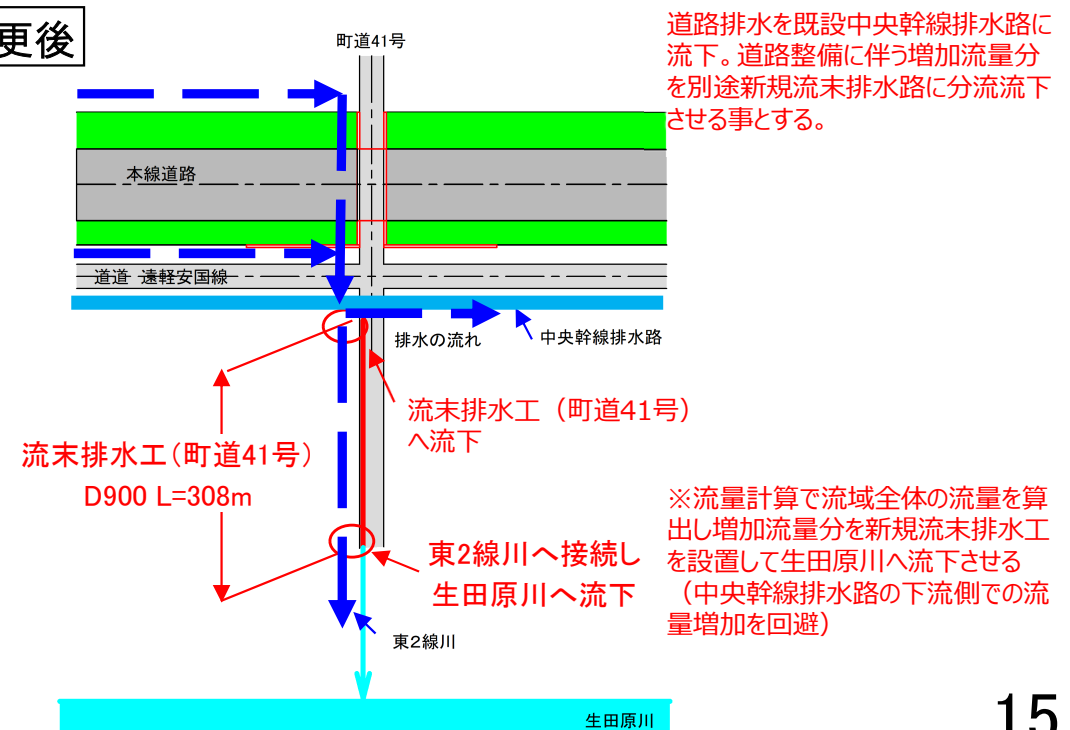 更後
町道41号
道路排水を既設中央幹線排水路に
流下。道路整備に伴う増加流量分
を別途新規流末排水路に分流流下
させる事とする。
本線道路
道道 遠軽安国線
排水の流れ
中央幹線排水路
流末排水工（町道41号）
へ流下
流末排水工(町道41号)
D900 L=308m
※流量計算で流域全体の流量を算
出し増加流量分を新規流末排水工
を設置して生田原川へ流下させる
（中央幹線排水路の下流側での流
量増加を回避）
東2線川へ接続し
生田原川へ流下
東2線川
生田原川
15